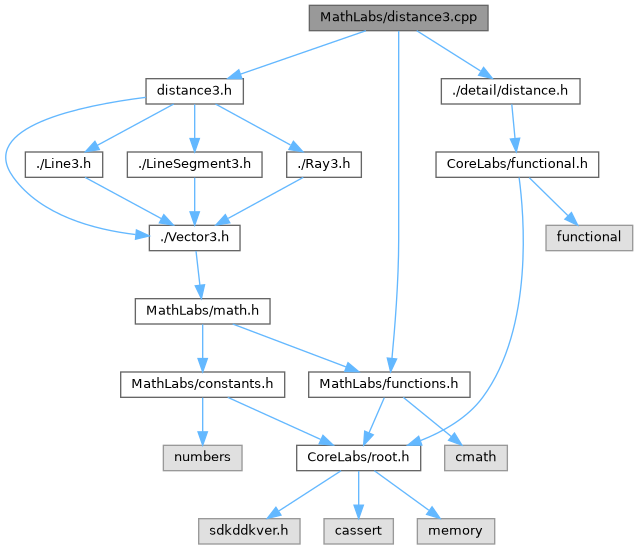 MathLabs/distance3.cpp
distance3.h
./detail/distance.h
./Line3.h
./LineSegment3.h
./Ray3.h
CoreLabs/functional.h
./Vector3.h
functional
MathLabs/math.h
MathLabs/constants.h
MathLabs/functions.h
numbers
CoreLabs/root.h
cmath
sdkddkver.h
cassert
memory